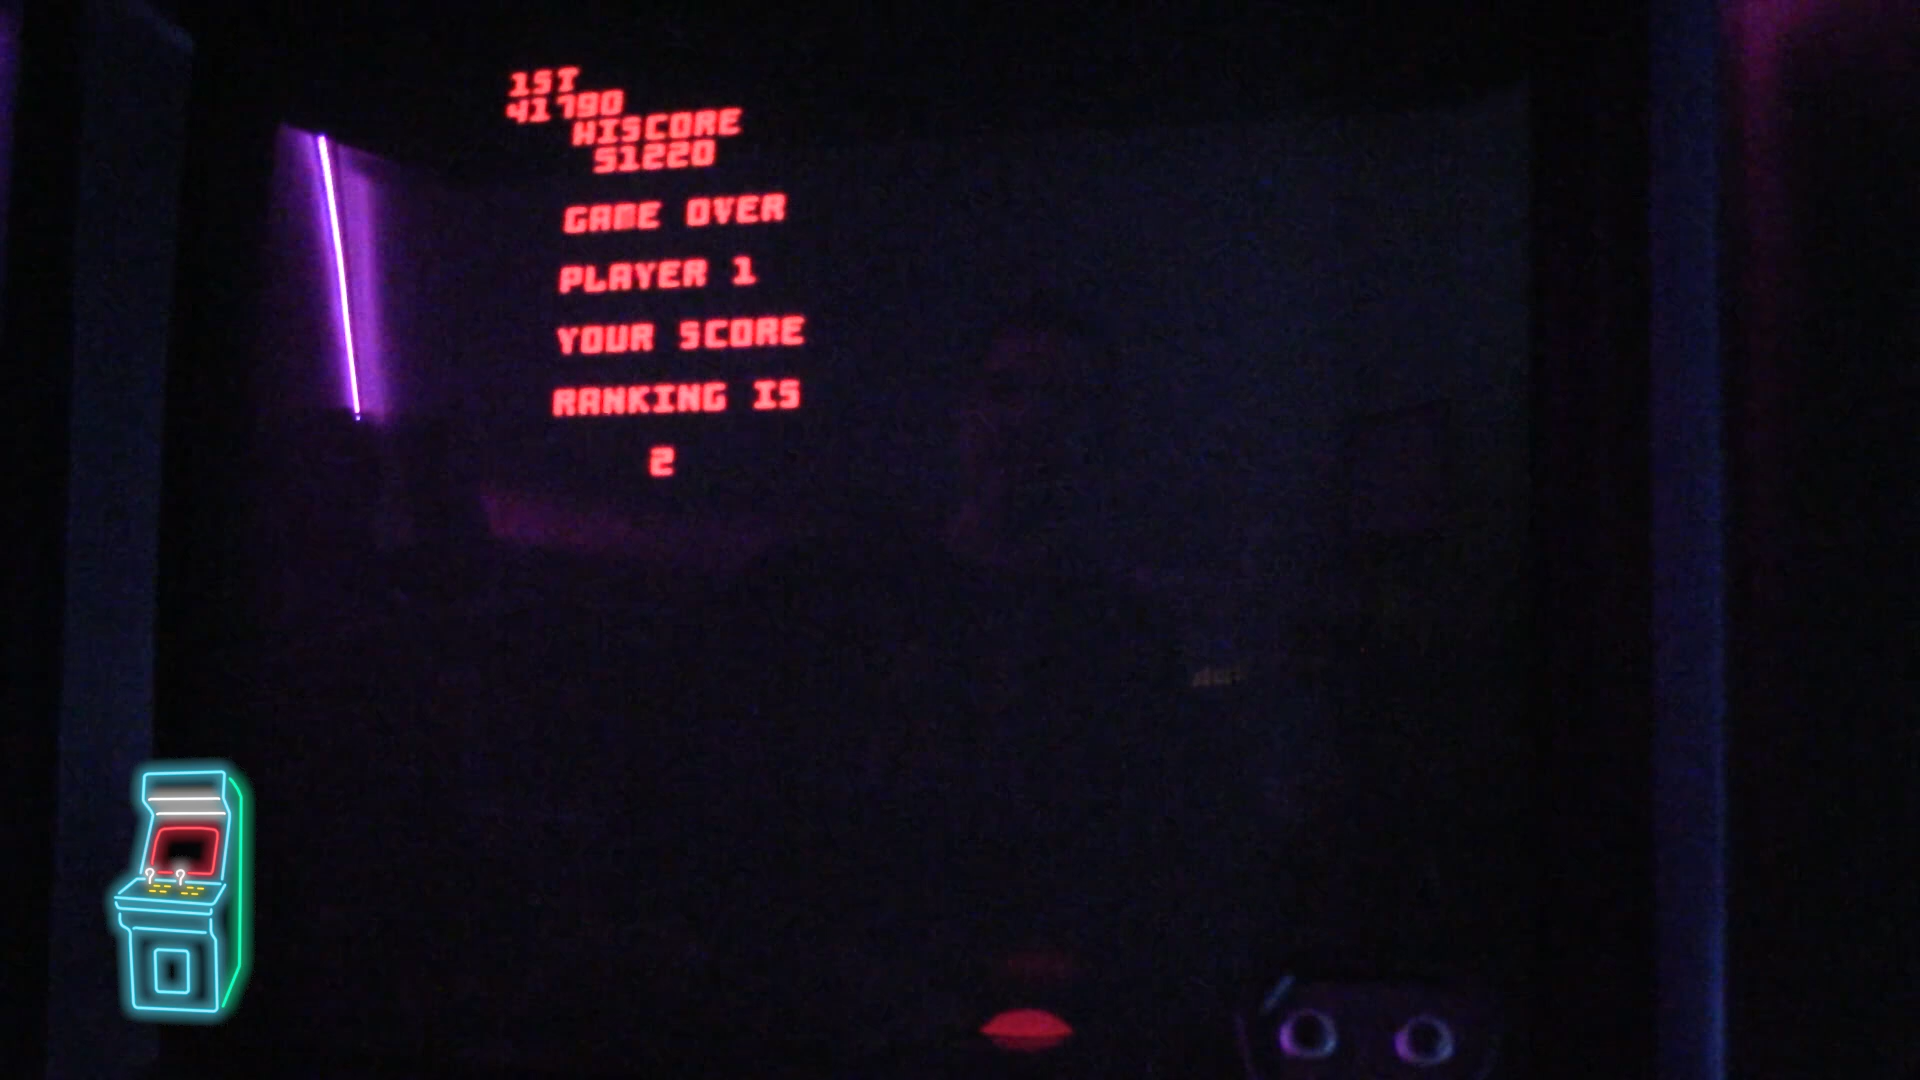 1ST
41790
HISCORE
51220
GAME OVER
PLAYER 1
YOUR SCORE
RANKING IS
2